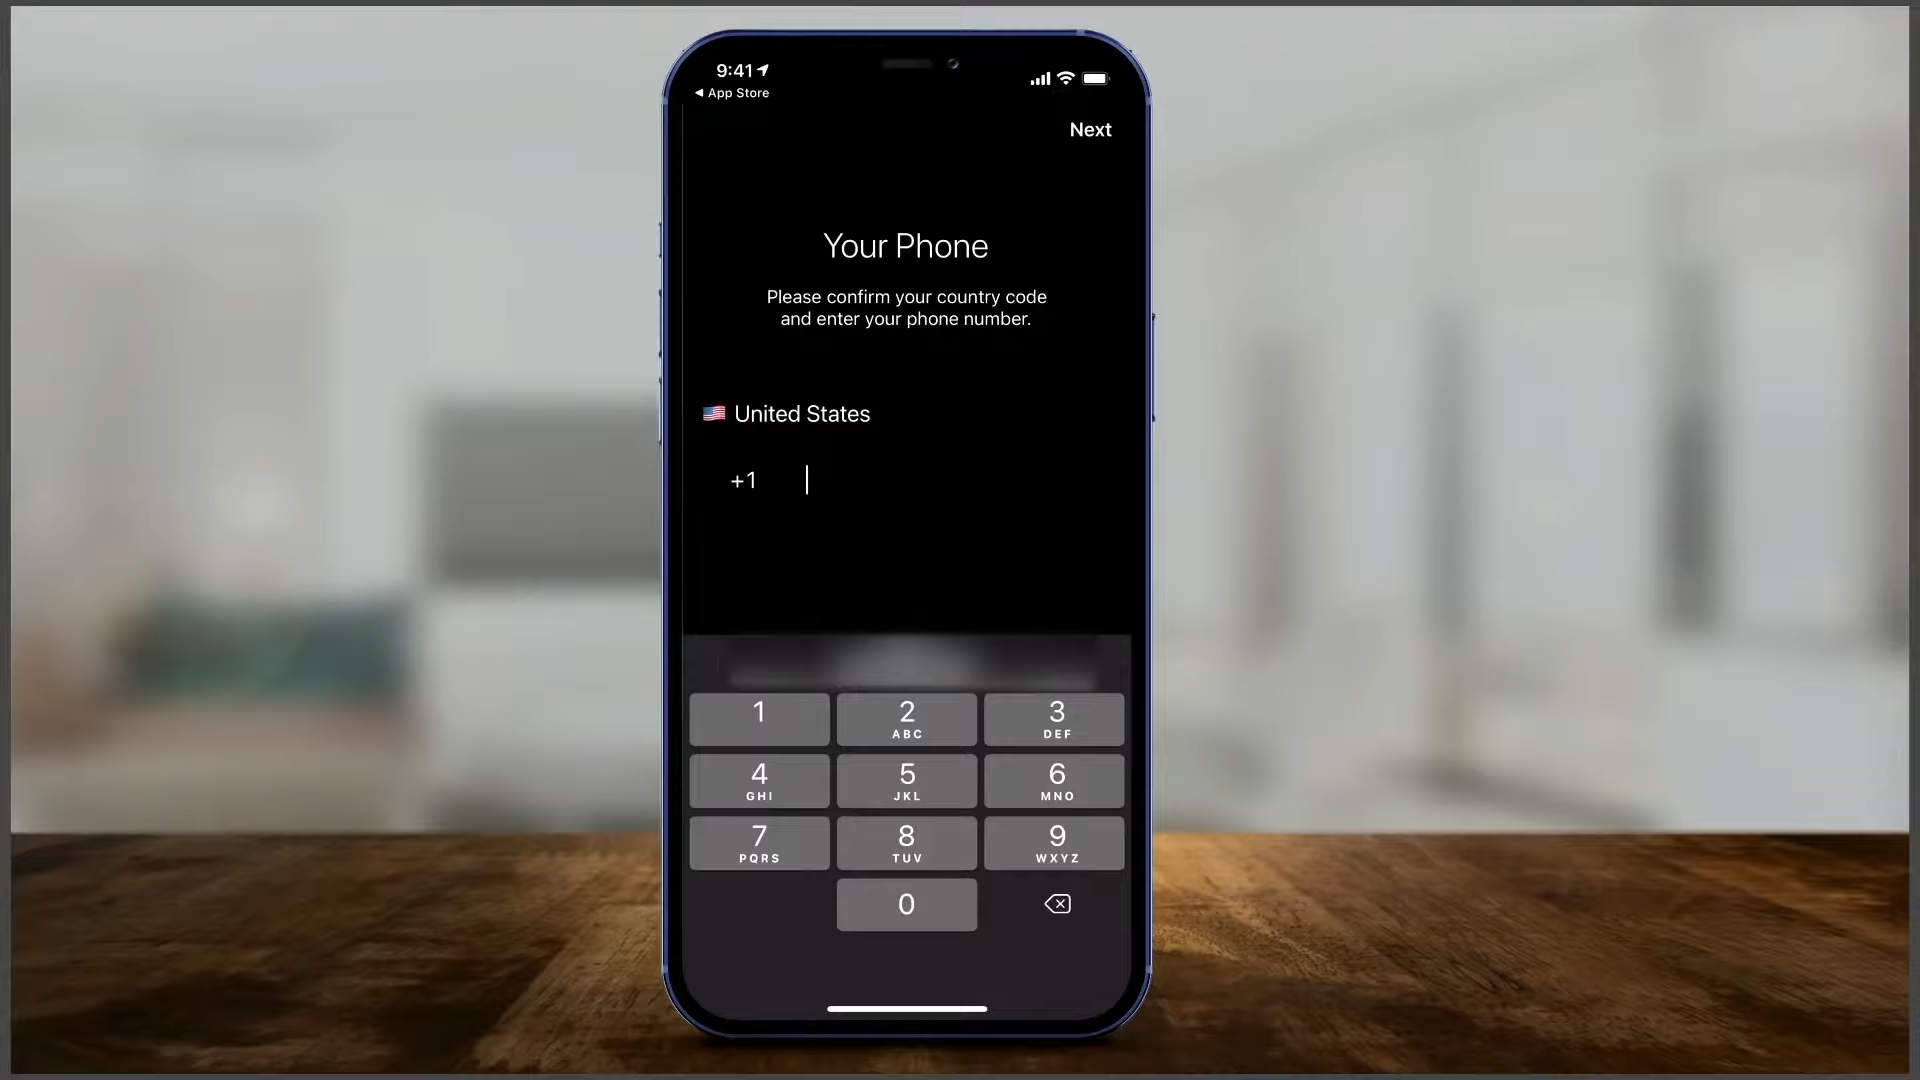 9:41
App Store
Next
Your Phone
Please confirm your country code
and enter your phone number.
United States
+1
1
2
ABC
3
DEF
4
GHI
5
JKL
6
MNO
7
PQRS
8
TUV
9
WXYZ
0